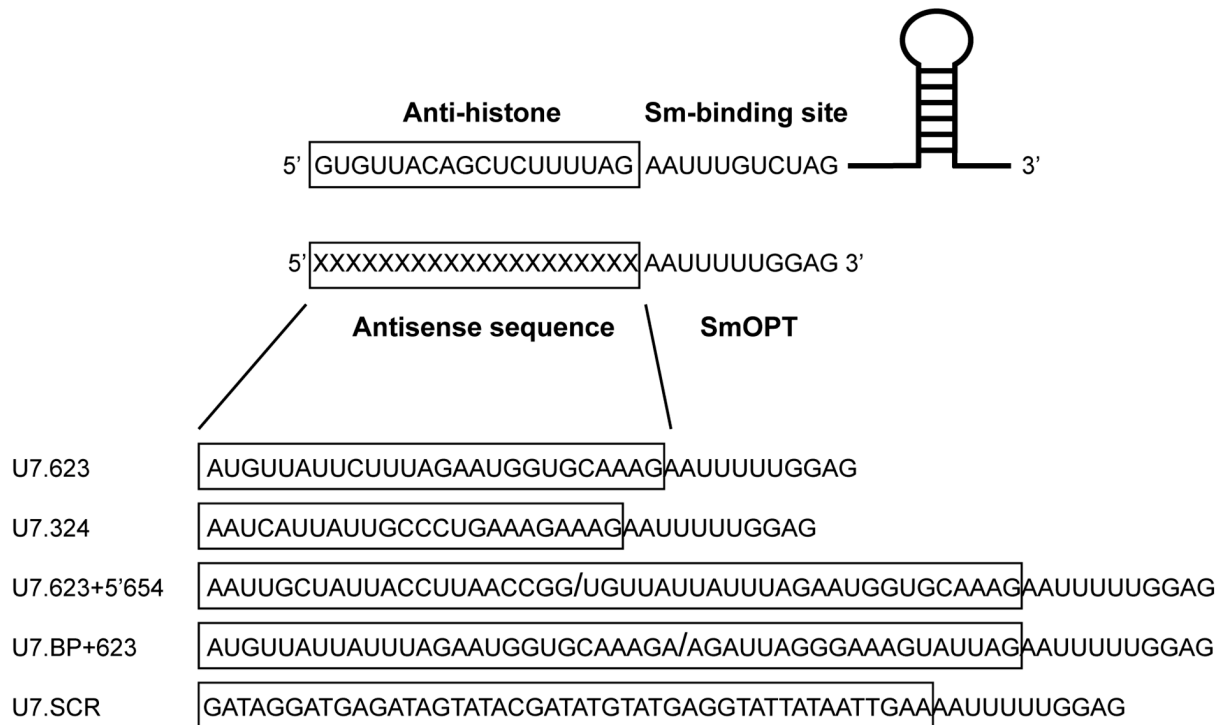 Anti-histone Sm-binding site
5’ GUGUUACAGCUCUUUUAG AAUUUGUCUAG 3’
5’ XXXXXXXXXXXXXXXXXXXX AAUUUUUGGAG 3’
Antisense sequence SmOPT
U7.623 AUGUUAUUCUUUAGAAUGGUGCAAAGAAUUUUUGGAG
U7.324 AAUCAUUAUUGCCCUGAAAGAAAGAAUUUUUGGAG
U7.623+5’654 AAUUGCUAUUACCUUAACCGG/UGUUAUUAUUUAGAAUGGUGCAAAGAAUUUUUGGAG
U7.BP+623 AUGUUAUUAUUUAGAAUGGUGCAAAGA/AGAUUAGGGAAAGUAUUAGAAUUUUUGGAG
U7.SCR GATAGGATGAGATAGTATACGATATGTATGAGGTATTATAATTGAAAAUUUUUGGAG